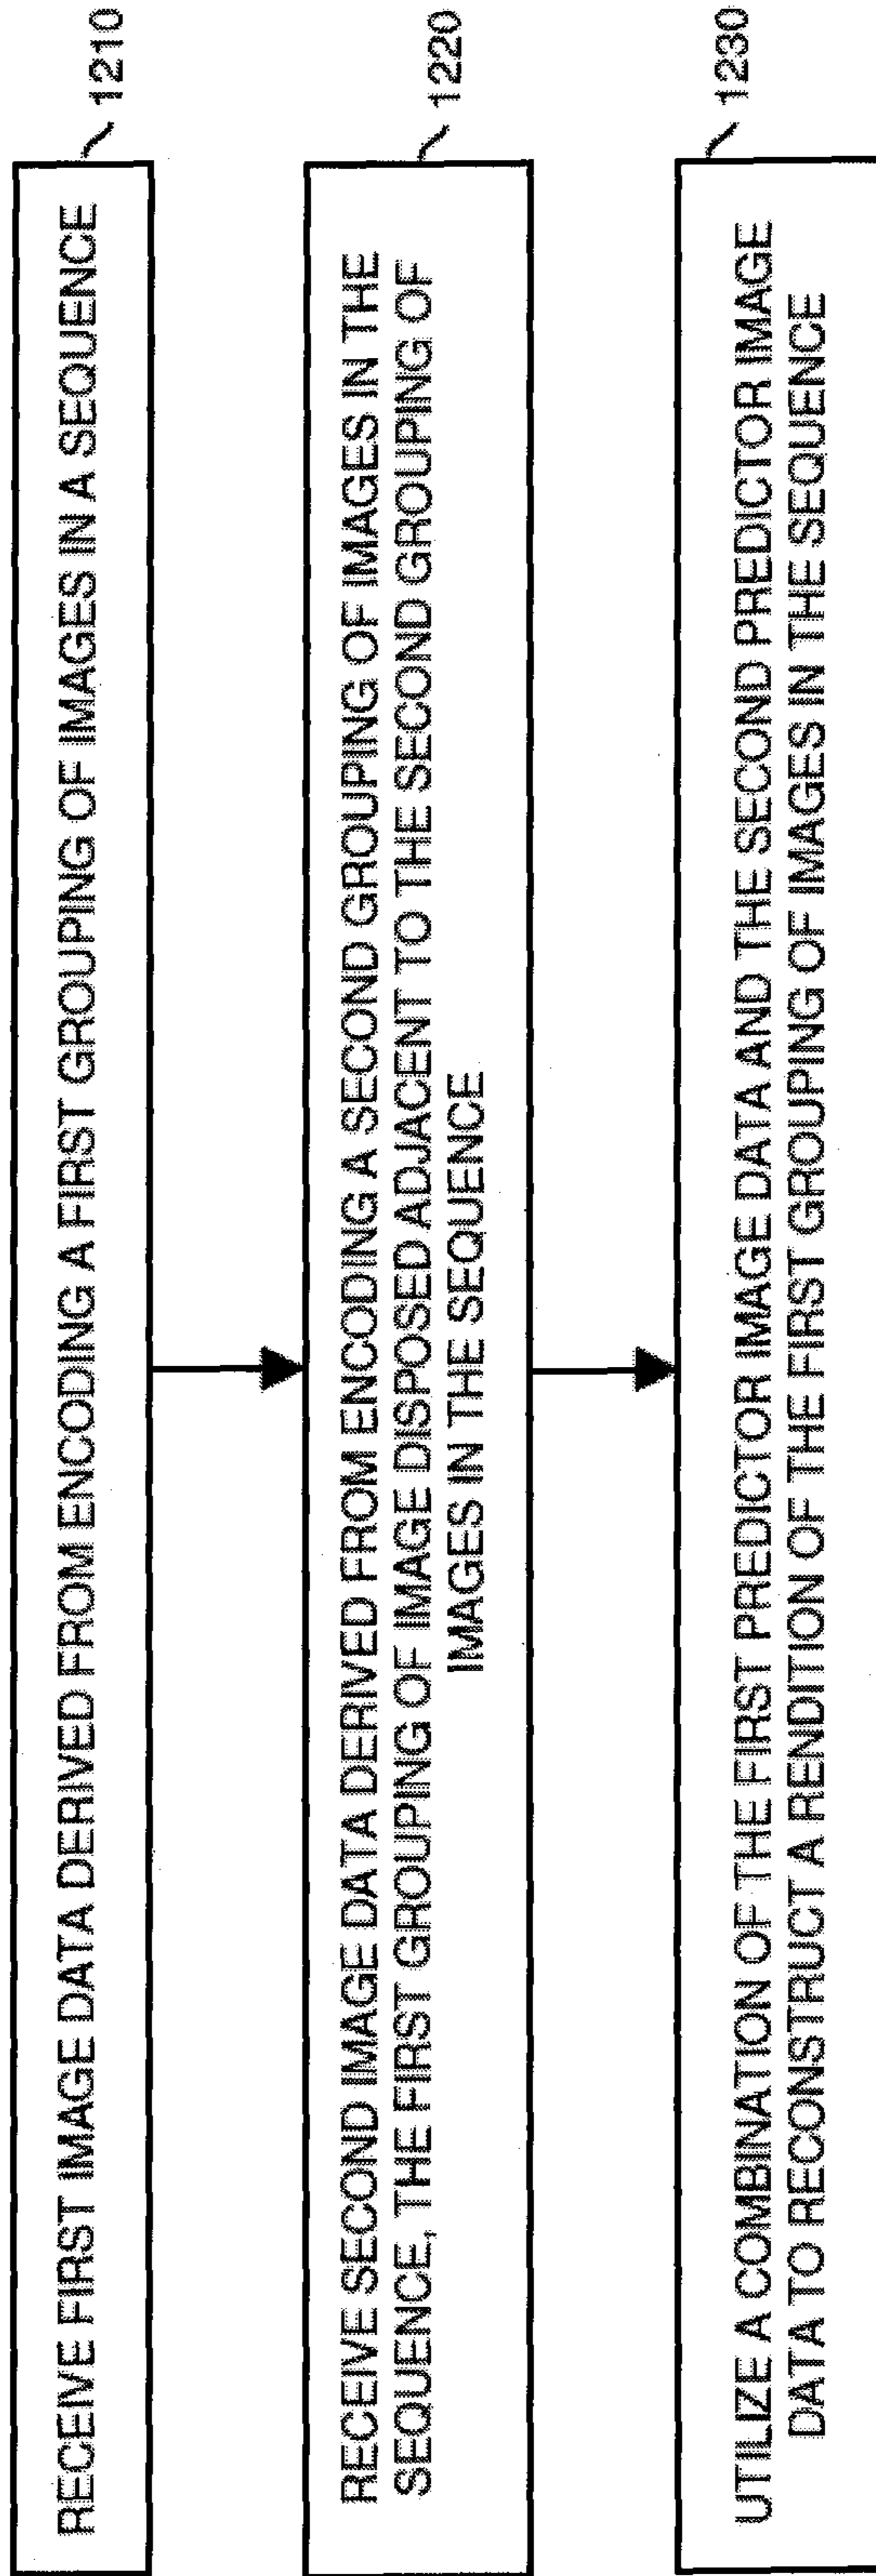 RECEIVE FIRST IMAGE DATA DERIVED FROM ENCODING A FIRST GROUPING OF IMAGES IN A SEQUENCE
1210
RECEIVE SECOND IMAGE DATA DERIVED FROM ENCODING A SECOND GROUPING OF IMAGES IN THE
SEQUENCE, THE FIRST GROUPING OF IMAGE DISPOSED ADJACENT TO THE SECOND GROUPING OF
IMAGES IN THE SEQUENCE
1220
UTILIZE A COMBINATION OF THE FIRST PREDICTOR IMAGE DATA AND THE SECOND PREDICTOR IMAGE
DATA TO RECONSTRUCT A RENDITION OF THE FIRST GROUPING OF IMAGES IN THE SEQUENCE
1230